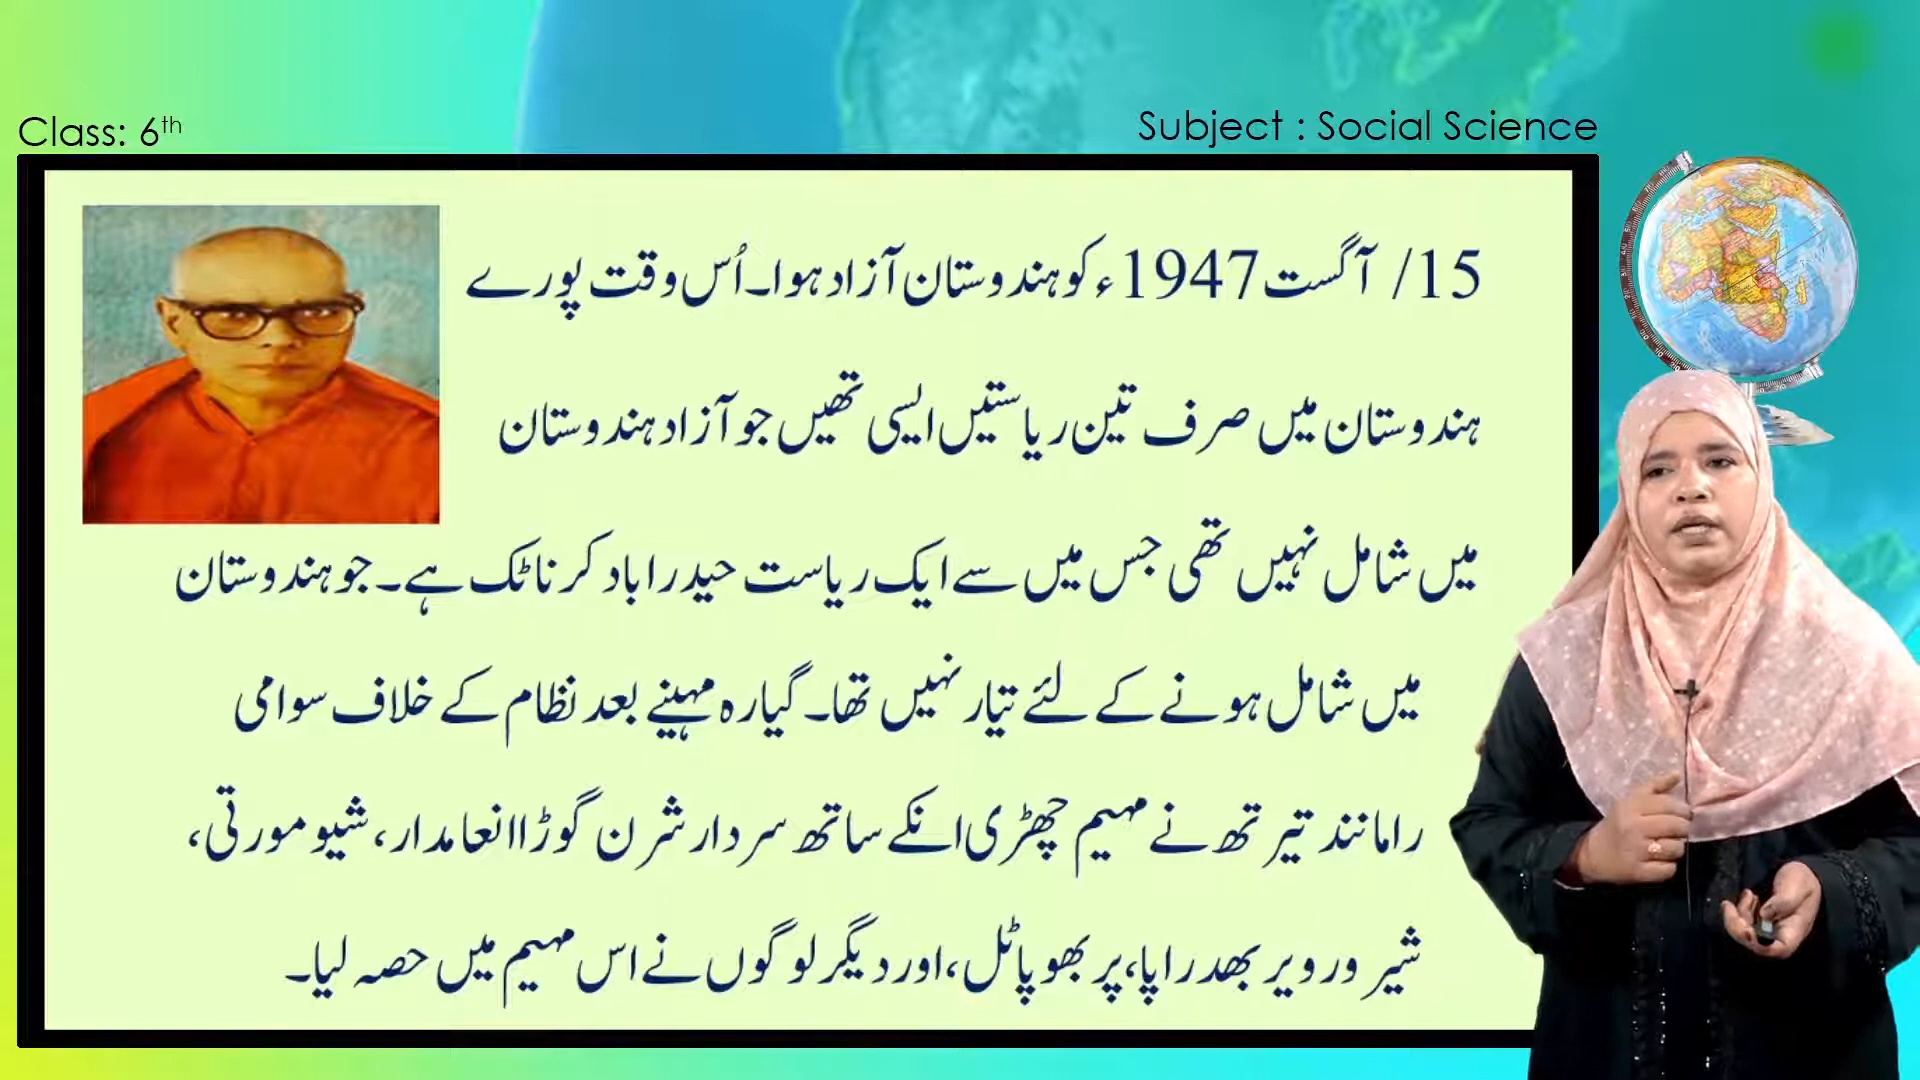 Class: 6th
Subject : Social Science
15/ آگست 1947ء کو ہندوستان آزاد ہوا۔ اُس وقت پورے
ہندوستان میں صرف تین ریاستیں ایسی تھیں جو آزاد ہندوستان
میں شامل نہیں تھی جس میں سے ایک ریاست حیدراباد کرناٹک ہے۔ جو ہندوستان
میں شامل ہونے کے لئے تیار نہیں تھا۔ گیارہ مہینے بعد نظام کے خلاف سوامی
رامانند تیرتھ نے مہیم چھڑی انکے ساتھ سردار شرن گوڑا انعامدار، شیو مورتی،
شیر ور ویر بھدراپا، پر بھو پاٹل، اور دیگر لوگوں نے اس مہیم میں حصہ لیا۔